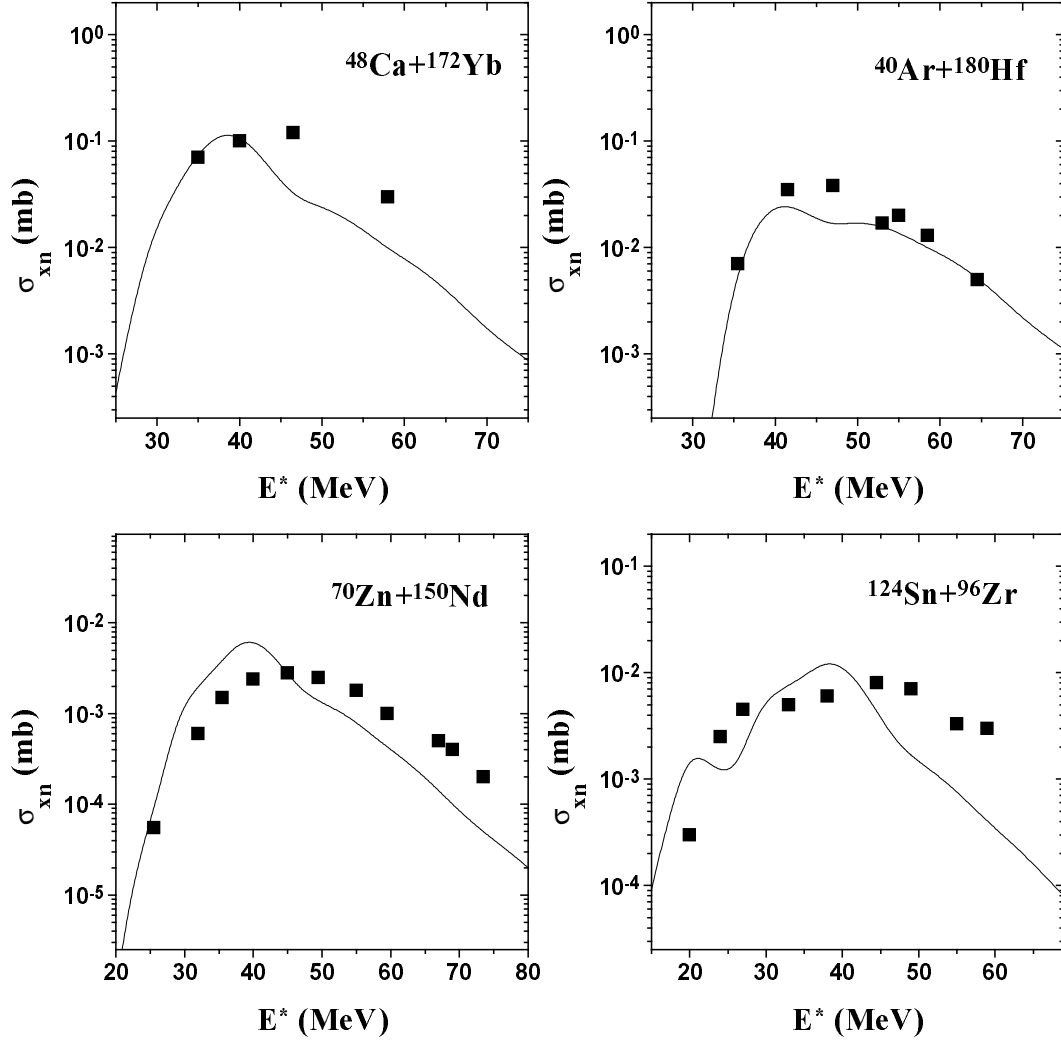 ⁴⁸Ca+¹⁷²Yb
10⁰
10⁻¹
10⁻²
10⁻³
σₓₙ (mb)
30 40 50 60 70
E* (MeV)
⁴⁰Ar+¹⁸⁰Hf
10⁰
10⁻¹
10⁻²
10⁻³
σₓₙ (mb)
30 40 50 60 70
E* (MeV)
⁷⁰Zn+¹⁵⁰Nd
10⁻²
10⁻³
10⁻⁴
10⁻⁵
σₓₙ (mb)
20 30 40 50 60 70 80
E* (MeV)
¹²⁴Sn+⁹⁶Zr
10⁻¹
10⁻²
10⁻³
10⁻⁴
σₓₙ (mb)
20 30 40 50 60
E* (MeV)